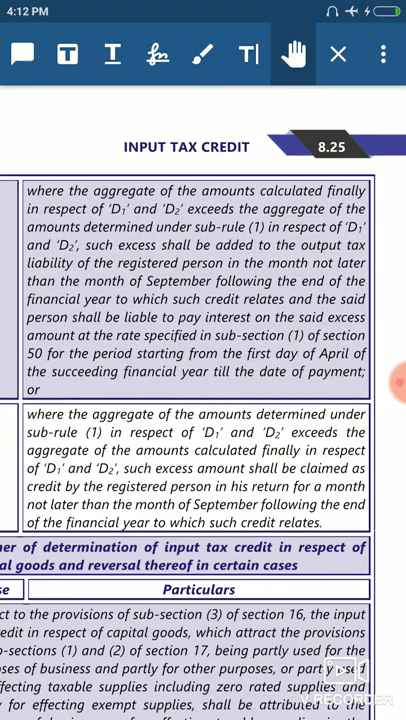 4:12 PM
T
T
INPUT TAX CREDIT 8.25
where the aggregate of the amounts calculated finally
in respect of 'D₁' and 'D₂' exceeds the aggregate of the
amounts determined under sub-rule (1) in respect of 'D₁'
and 'D₂', such excess shall be added to the output tax
liability of the registered person in the month not later
than the month of September following the end of the
financial year to which such credit relates and the said
person shall be liable to pay interest on the said excess
amount at the rate specified in sub-section (1) of section
50 for the period starting from the first day of April of
the succeeding financial year till the date of payment;
or
where the aggregate of the amounts determined under
sub-rule (1) in respect of 'D₁' and 'D₂' exceeds the
aggregate of the amounts calculated finally in respect
of 'D₁' and 'D₂', such excess amount shall be claimed as
credit by the registered person in his return for a month
not later than the month of September following the end
of the financial year to which such credit relates.
ner of determination of input tax credit in respect of
al goods and reversal thereof in certain cases
se Particulars
ct to the provisions of sub-section (3) of section 16, the input
redit in respect of capital goods, which attract the provisions
b-sections (1) and (2) of section 17, being partly used for the
oses of business and partly for other purposes, or partly used
ffecting taxable supplies including zero rated supplies and
y for effecting exempt supplies, shall be attributed to the
V RECORDER